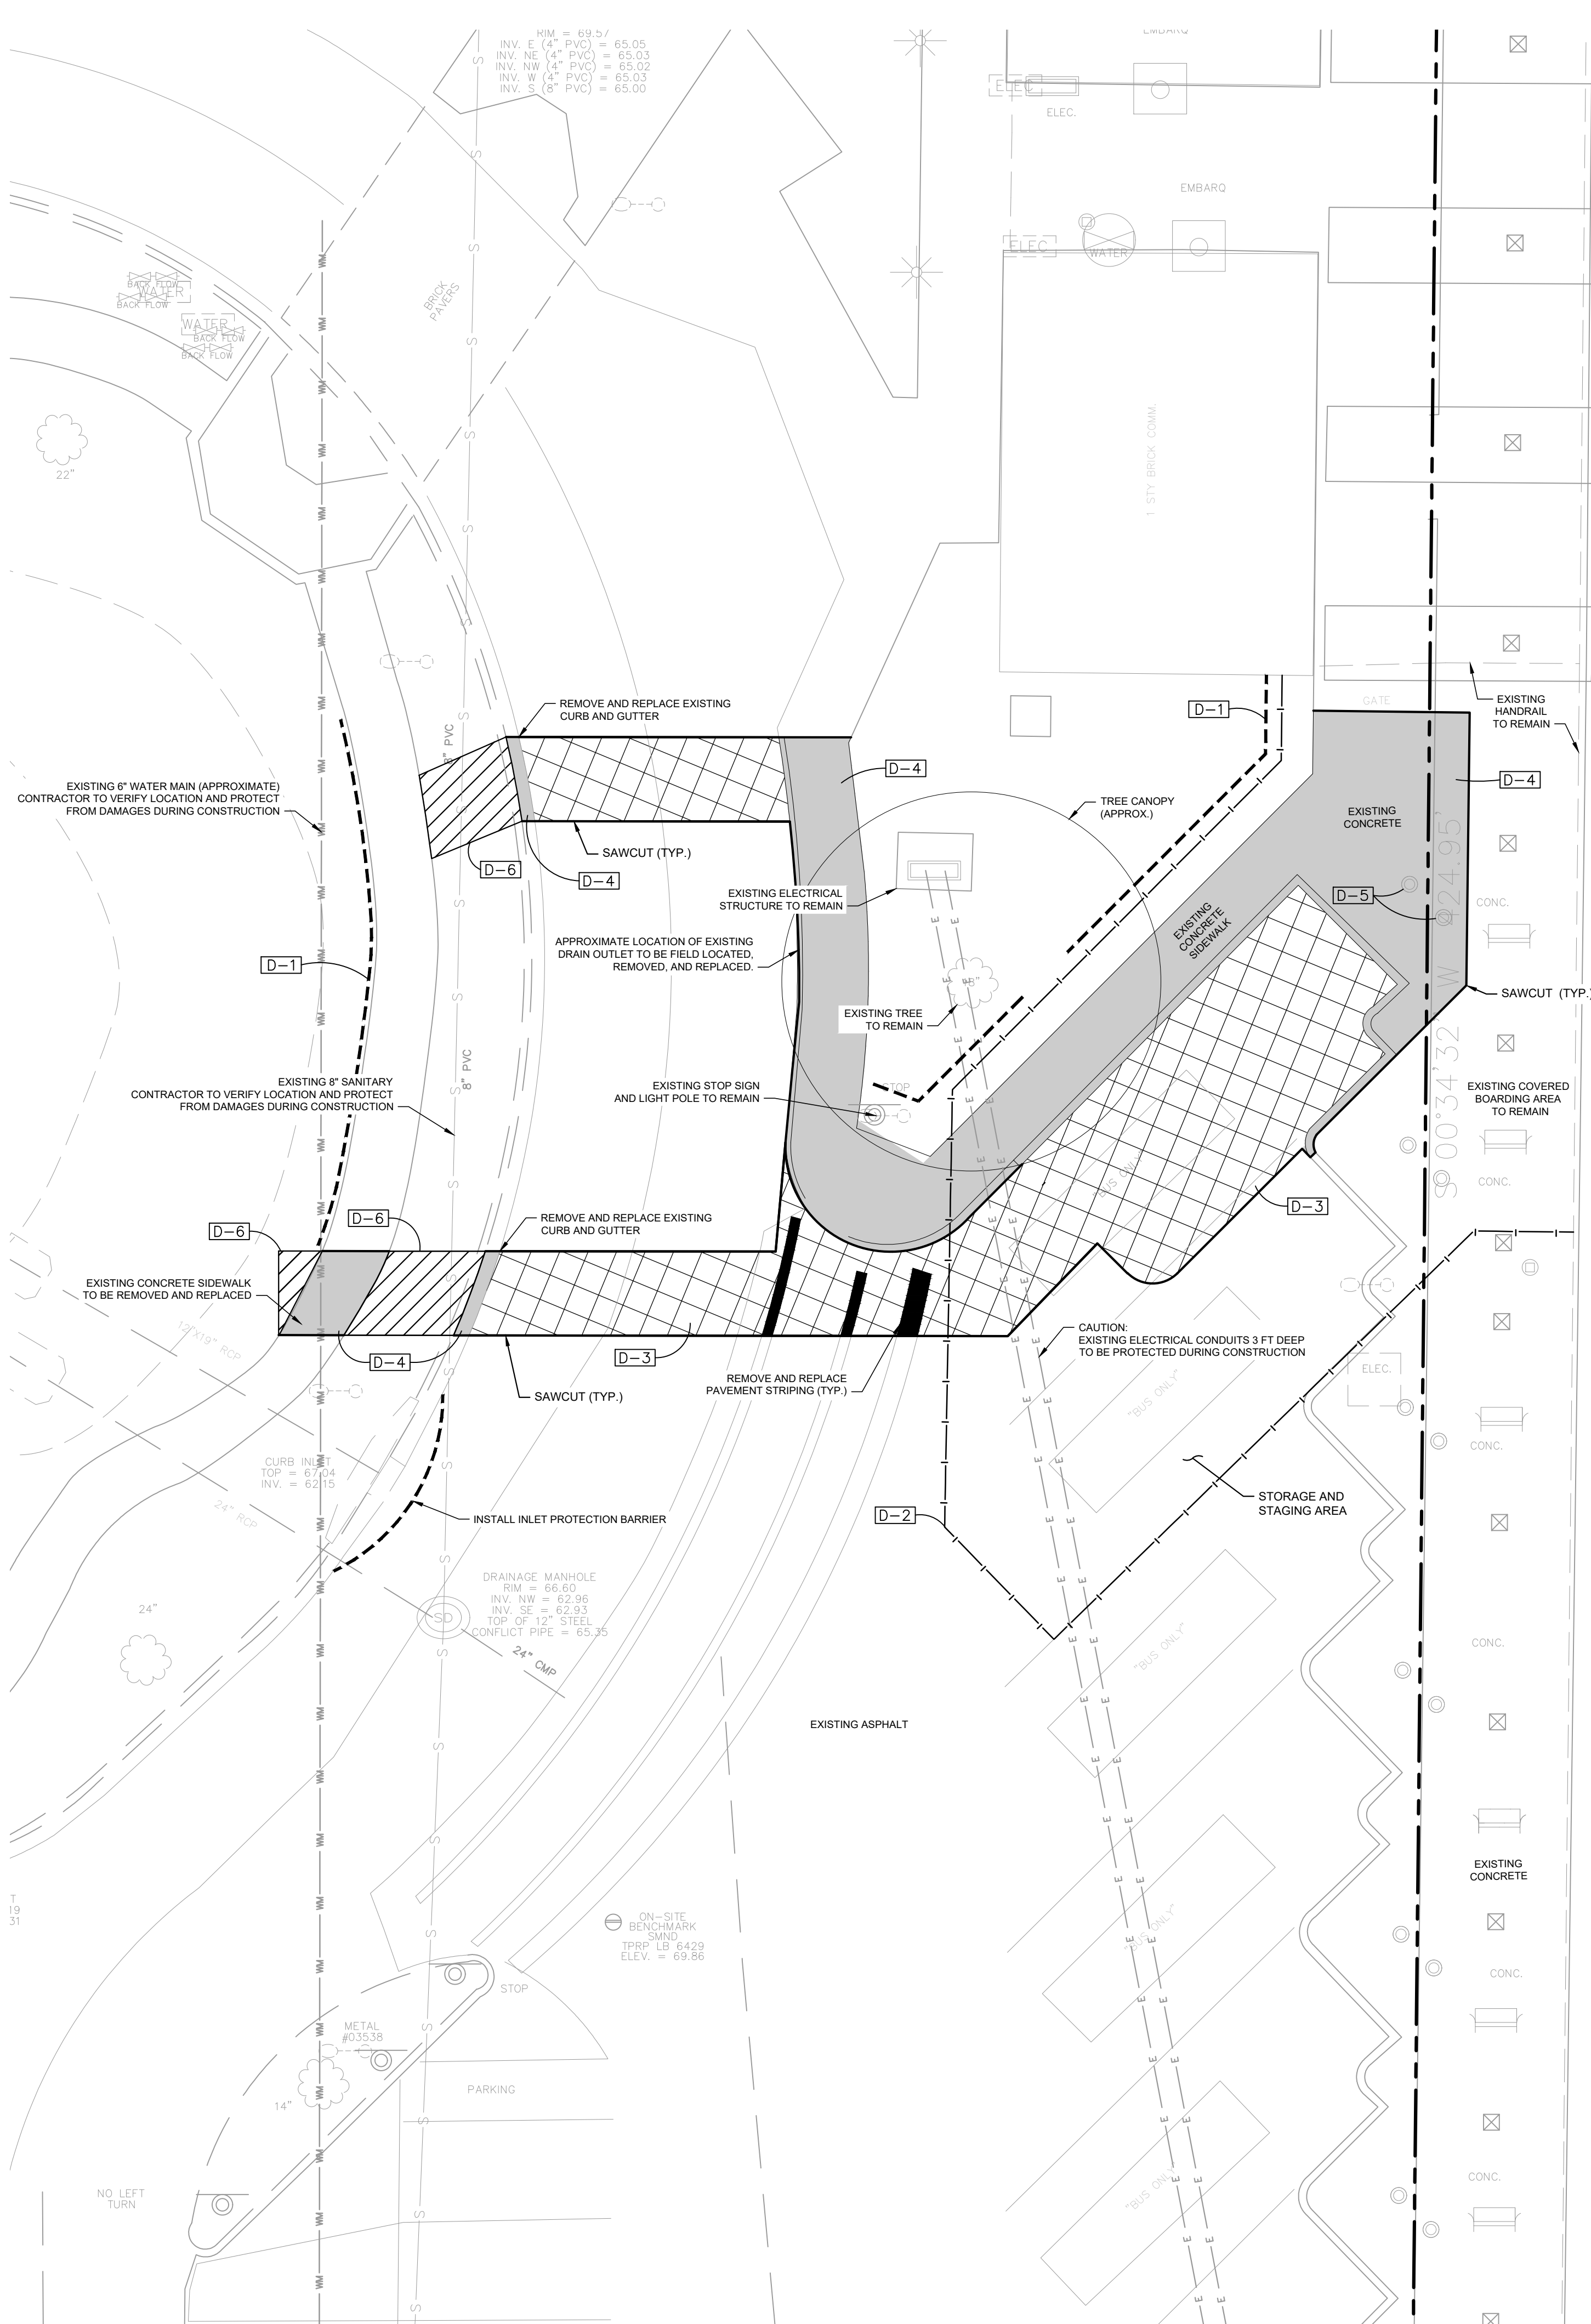 RIM = 69.57
INV. E (4" PVC) = 65.05
INV. NE (4" PVC) = 65.03
INV. NW (4" PVC) = 65.02
INV. W (4" PVC) = 65.03
INV. S (8" PVC) = 65.00
EMBARQ
ELEC
ELEC.
EMBARQ
ELEC
WATER
BACK FLOW
WATER
BACK FLOW
WATER
BACK FLOW
BACK FLOW
BRICK
PAVERS
22"
1 STY BRICK COMM.
GATE
REMOVE AND REPLACE EXISTING
CURB AND GUTTER
D-1
EXISTING
HANDRAIL
TO REMAIN
8" PVC
D-4
D-4
EXISTING 6" WATER MAIN (APPROXIMATE)
CONTRACTOR TO VERIFY LOCATION AND PROTECT
FROM DAMAGES DURING CONSTRUCTION
TREE CANOPY
(APPROX.)
EXISTING
CONCRETE
SAWCUT (TYP.)
D-6
D-4
EXISTING ELECTRICAL
STRUCTURE TO REMAIN
D-5
CONC.
EXISTING
CONCRETE
SIDEWALK
APPROXIMATE LOCATION OF EXISTING
DRAIN OUTLET TO BE FIELD LOCATED,
REMOVED, AND REPLACED.
D-1
SAWCUT (TYP.)
EXISTING TREE
TO REMAIN
8" PVC
EXISTING 8" SANITARY
CONTRACTOR TO VERIFY LOCATION AND PROTECT
FROM DAMAGES DURING CONSTRUCTION
EXISTING STOP SIGN
AND LIGHT POLE TO REMAIN
STOP
EXISTING COVERED
BOARDING AREA
TO REMAIN
"BUS ONLY"
CONC.
D-3
D-6
D-6
REMOVE AND REPLACE EXISTING
CURB AND GUTTER
EXISTING CONCRETE SIDEWALK
TO BE REMOVED AND REPLACED
12"X19" RCP
D-4
D-3
CAUTION:
EXISTING ELECTRICAL CONDUITS 3 FT DEEP
TO BE PROTECTED DURING CONSTRUCTION
REMOVE AND REPLACE
PAVEMENT STRIPING (TYP.)
SAWCUT (TYP.)
ELEC.
"BUS ONLY"
CURB INLET
TOP = 67.04
INV. = 62.15
24" RCP
CONC.
STORAGE AND
STAGING AREA
INSTALL INLET PROTECTION BARRIER
D-2
DRAINAGE MANHOLE
RIM = 66.60
INV. NW = 62.96
INV. SE = 62.93
TOP OF 12" STEEL
CONFLICT PIPE = 65.35
SD
24" CMP
24"
"BUS ONLY"
CONC.
EXISTING ASPHALT
EXISTING
CONCRETE
T
19
31
ON-SITE
BENCHMARK
SMND
TPRP LB 6429
ELEV. = 69.86
"BUS ONLY"
CONC.
STOP
METAL
#03538
14"
PARKING
"BUS ONLY"
NO LEFT
TURN
CONC.